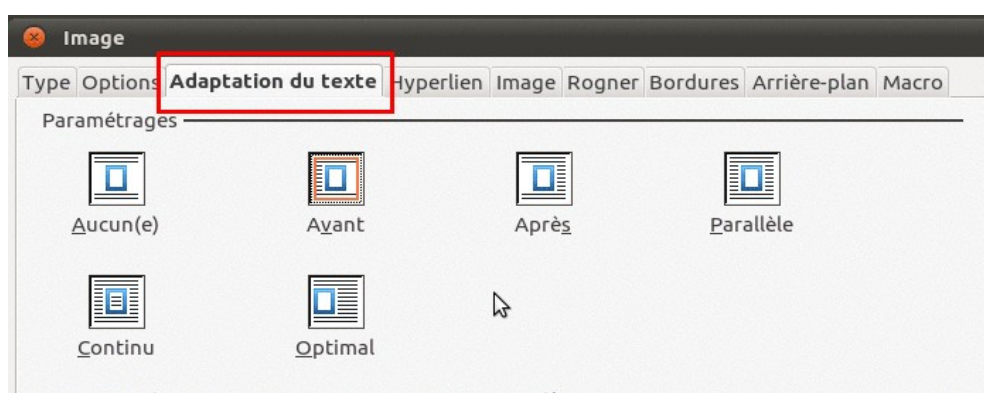 Image
Type Options Adaptation du texte Hyperlien Image Rogner Bordures Arrière-plan Macro
Paramétrages
Aucun(e) Avant Après Parallèle
Continu Optimal